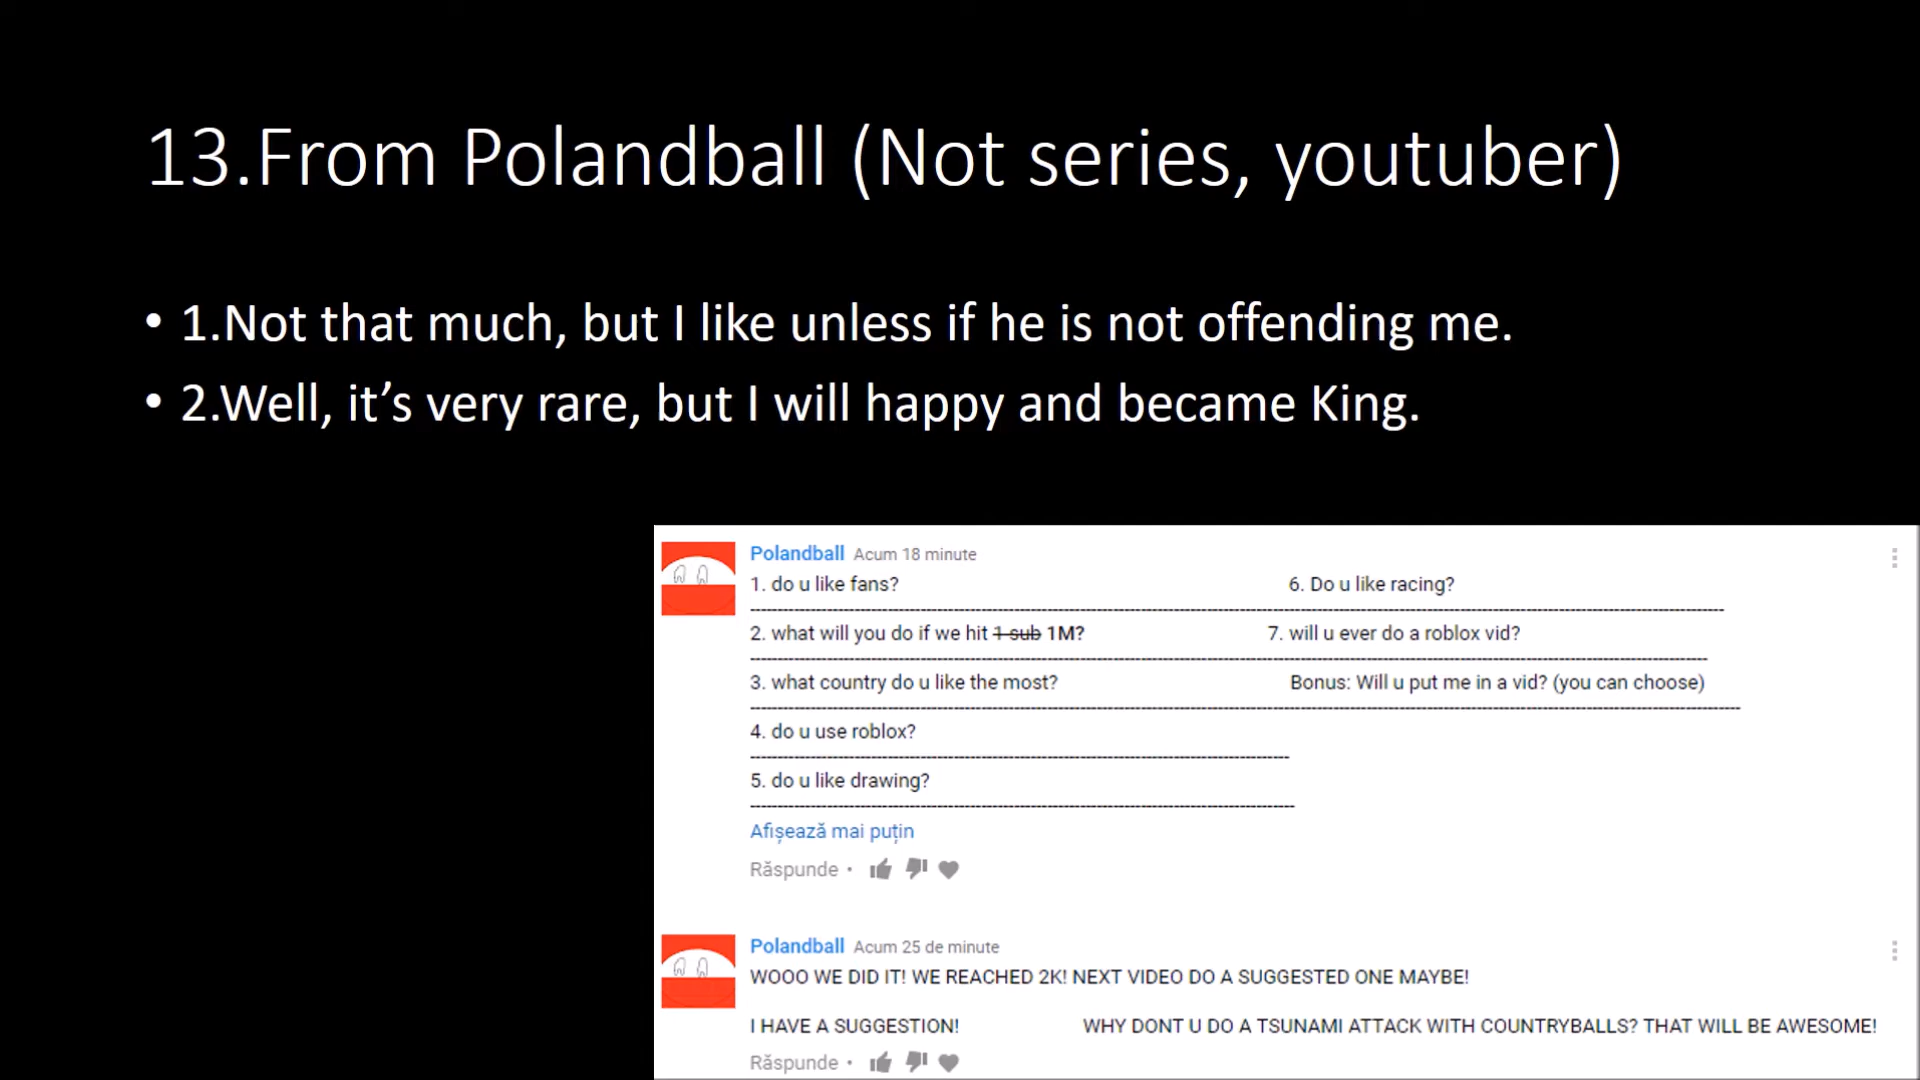 13.From Polandball (Not series, youtuber)
• 1.Not that much, but I like unless if he is not offending me.
• 2.Well, it’s very rare, but I will happy and became King.
Polandball Acum 18 minute
1. do u like fans? 6. Do u like racing?
2. what will you do if we hit 1 sub 1M? 7. will u ever do a roblox vid?
3. what country do u like the most? Bonus: Will u put me in a vid? (you can choose)
4. do u use roblox?
5. do u like drawing?
Afișează mai puțin
Răspunde •
Polandball Acum 25 de minute
WOOO WE DID IT! WE REACHED 2K! NEXT VIDEO DO A SUGGESTED ONE MAYBE!
I HAVE A SUGGESTION! WHY DONT U DO A TSUNAMI ATTACK WITH COUNTRYBALLS? THAT WILL BE AWESOME!
Răspunde •